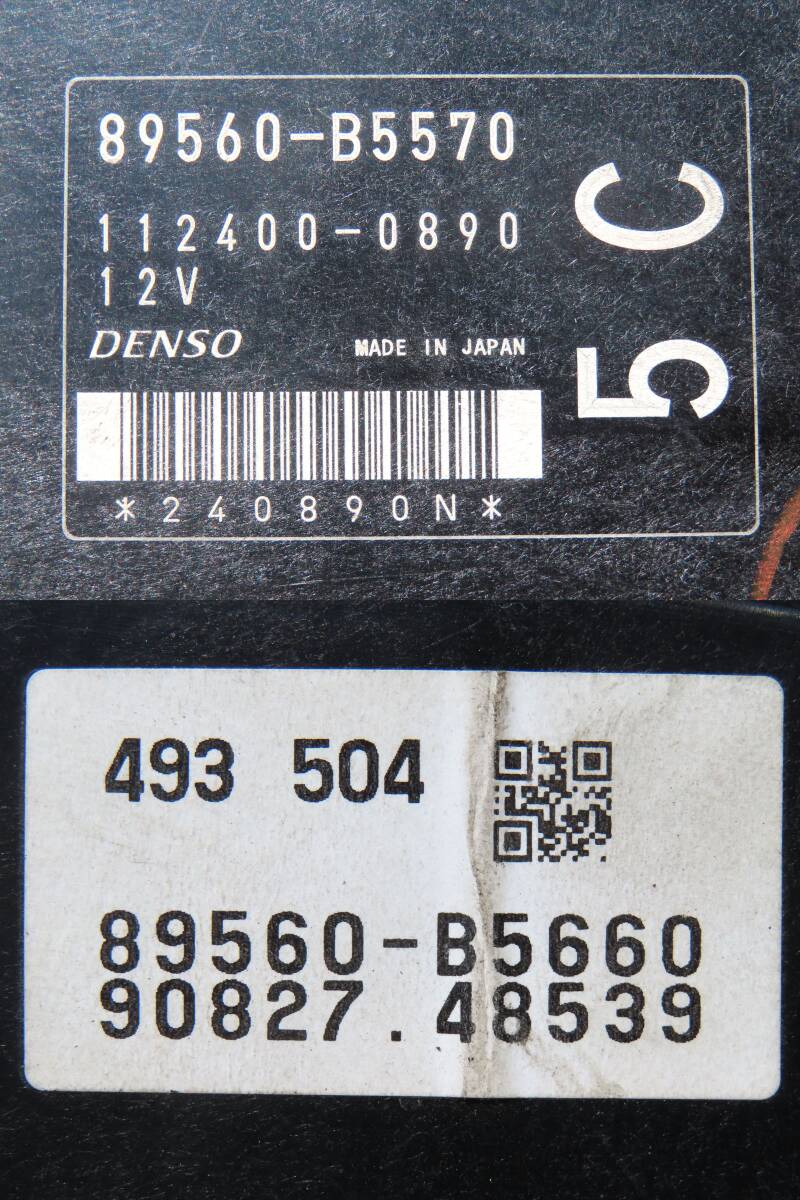 89560-B5570
112400-0890
12V
DENSO MADE IN JAPAN
5C
*240890N*
493 504
89560-B5660
90827.48539